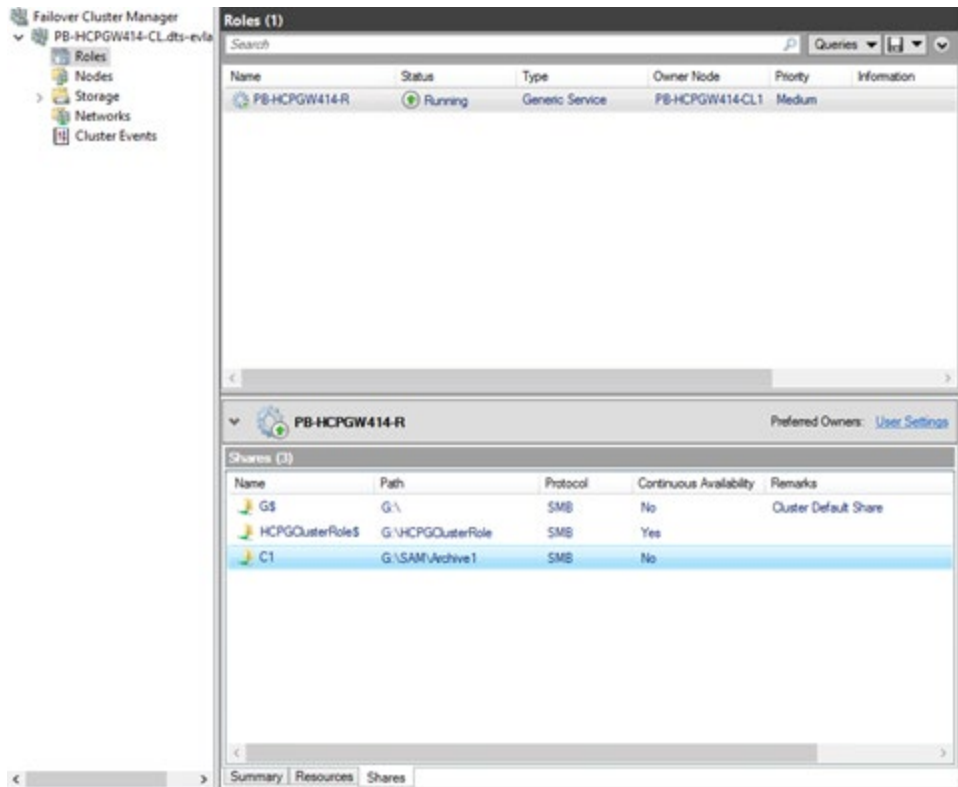 Failover Cluster Manager
PB-HCPGW414-CL.dts-evla
Roles
Nodes
Storage
Networks
Cluster Events
Roles (1)
Search
Queries
Name Status Type Owner Node Priority Information
PB-HCPGW414-R Running Generic Service PB-HCPGW414-CL1 Medium
PB-HCPGW414-R Preferred Owners: User Settings
Shares (3)
Name Path Protocol Continuous Availability Remarks
G$ G:\ SMB No Cluster Default Share
HCPGClusterRole$ G:\HCPGClusterRole SMB Yes
C1 G:\SAM\Archive1 SMB No
Summary Resources Shares